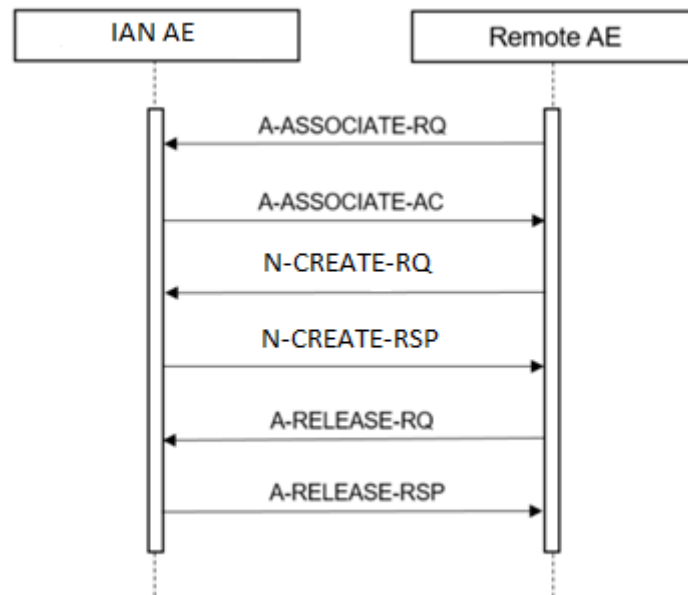 IAN AE
Remote AE
A-ASSOCIATE-RQ
A-ASSOCIATE-AC
N-CREATE-RQ
N-CREATE-RSP
A-RELEASE-RQ
A-RELEASE-RSP